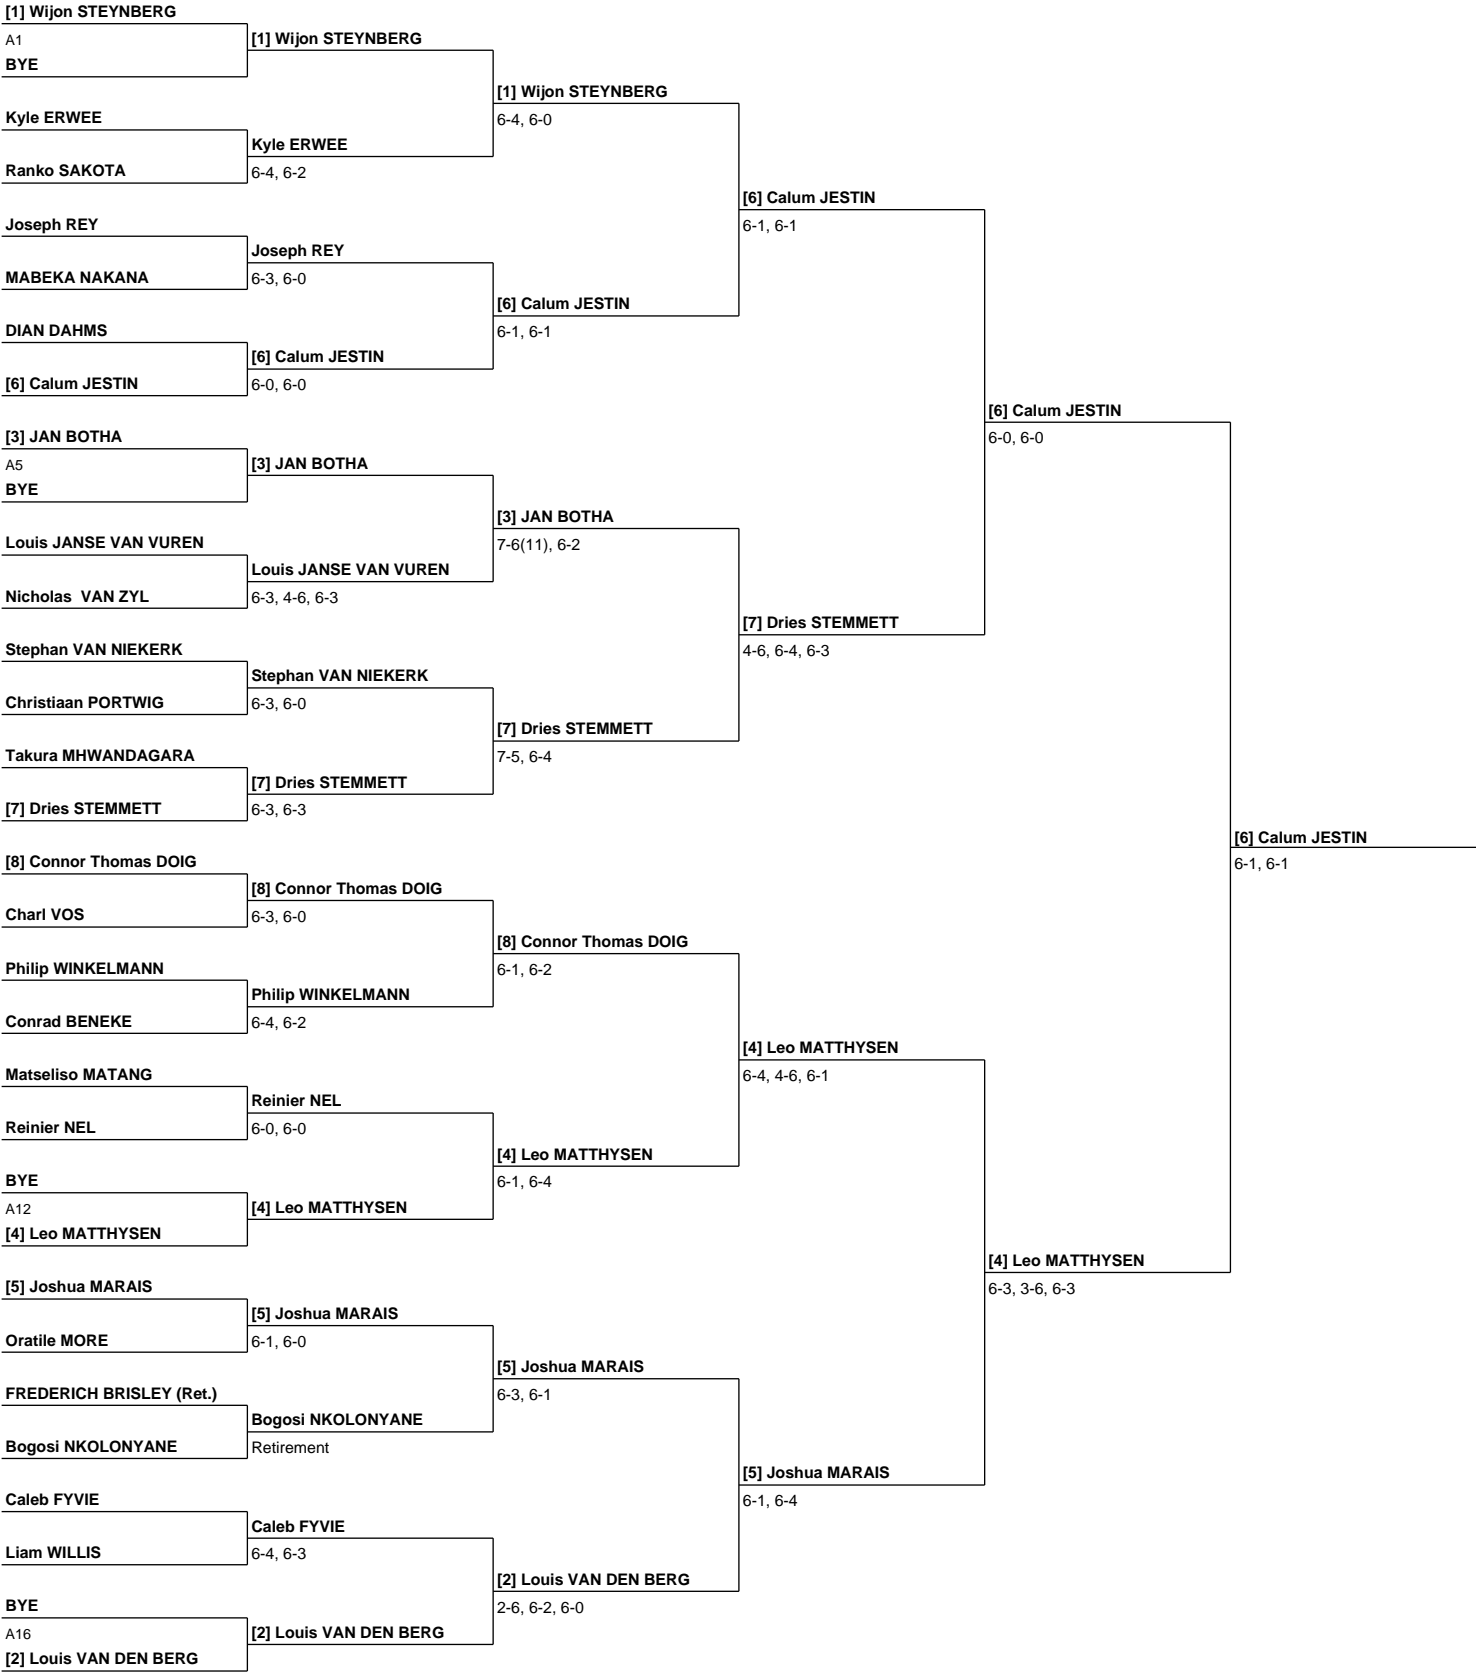 [1] Wijon STEYNBERG
A1
BYE
Kyle ERWEE
Ranko SAKOTA
Joseph REY
MABEKA NAKANA
DIAN DAHMS
[6] Calum JESTIN
[3] JAN BOTHA
A5
BYE
Louis JANSE VAN VUREN
Nicholas  VAN ZYL
Stephan VAN NIEKERK
Christiaan PORTWIG
Takura MHWANDAGARA
[7] Dries STEMMETT
[8] Connor Thomas DOIG
Charl VOS
Philip WINKELMANN
Conrad BENEKE
Matseliso MATANG
Reinier NEL
BYE
A12
[4] Leo MATTHYSEN
[5] Joshua MARAIS
Oratile MORE
FREDERICH BRISLEY (Ret.)
Bogosi NKOLONYANE
Caleb FYVIE
Liam WILLIS
BYE
A16
[2] Louis VAN DEN BERG
[1] Wijon STEYNBERG
Kyle ERWEE
6-4, 6-2
Joseph REY
6-3, 6-0
[6] Calum JESTIN
6-0, 6-0
[3] JAN BOTHA
Louis JANSE VAN VUREN
6-3, 4-6, 6-3
Stephan VAN NIEKERK
6-3, 6-0
[7] Dries STEMMETT
6-3, 6-3
[8] Connor Thomas DOIG
6-3, 6-0
Philip WINKELMANN
6-4, 6-2
Reinier NEL
6-0, 6-0
[4] Leo MATTHYSEN
[5] Joshua MARAIS
6-1, 6-0
Bogosi NKOLONYANE
Retirement
Caleb FYVIE
6-4, 6-3
[2] Louis VAN DEN BERG
[1] Wijon STEYNBERG
6-4, 6-0
[6] Calum JESTIN
6-1, 6-1
[3] JAN BOTHA
7-6(11), 6-2
[7] Dries STEMMETT
7-5, 6-4
[8] Connor Thomas DOIG
6-1, 6-2
[4] Leo MATTHYSEN
6-1, 6-4
[5] Joshua MARAIS
6-3, 6-1
[2] Louis VAN DEN BERG
2-6, 6-2, 6-0
[6] Calum JESTIN
6-1, 6-1
[7] Dries STEMMETT
4-6, 6-4, 6-3
[4] Leo MATTHYSEN
6-4, 4-6, 6-1
[5] Joshua MARAIS
6-1, 6-4
[6] Calum JESTIN
6-0, 6-0
[4] Leo MATTHYSEN
6-3, 3-6, 6-3
[6] Calum JESTIN
6-1, 6-1